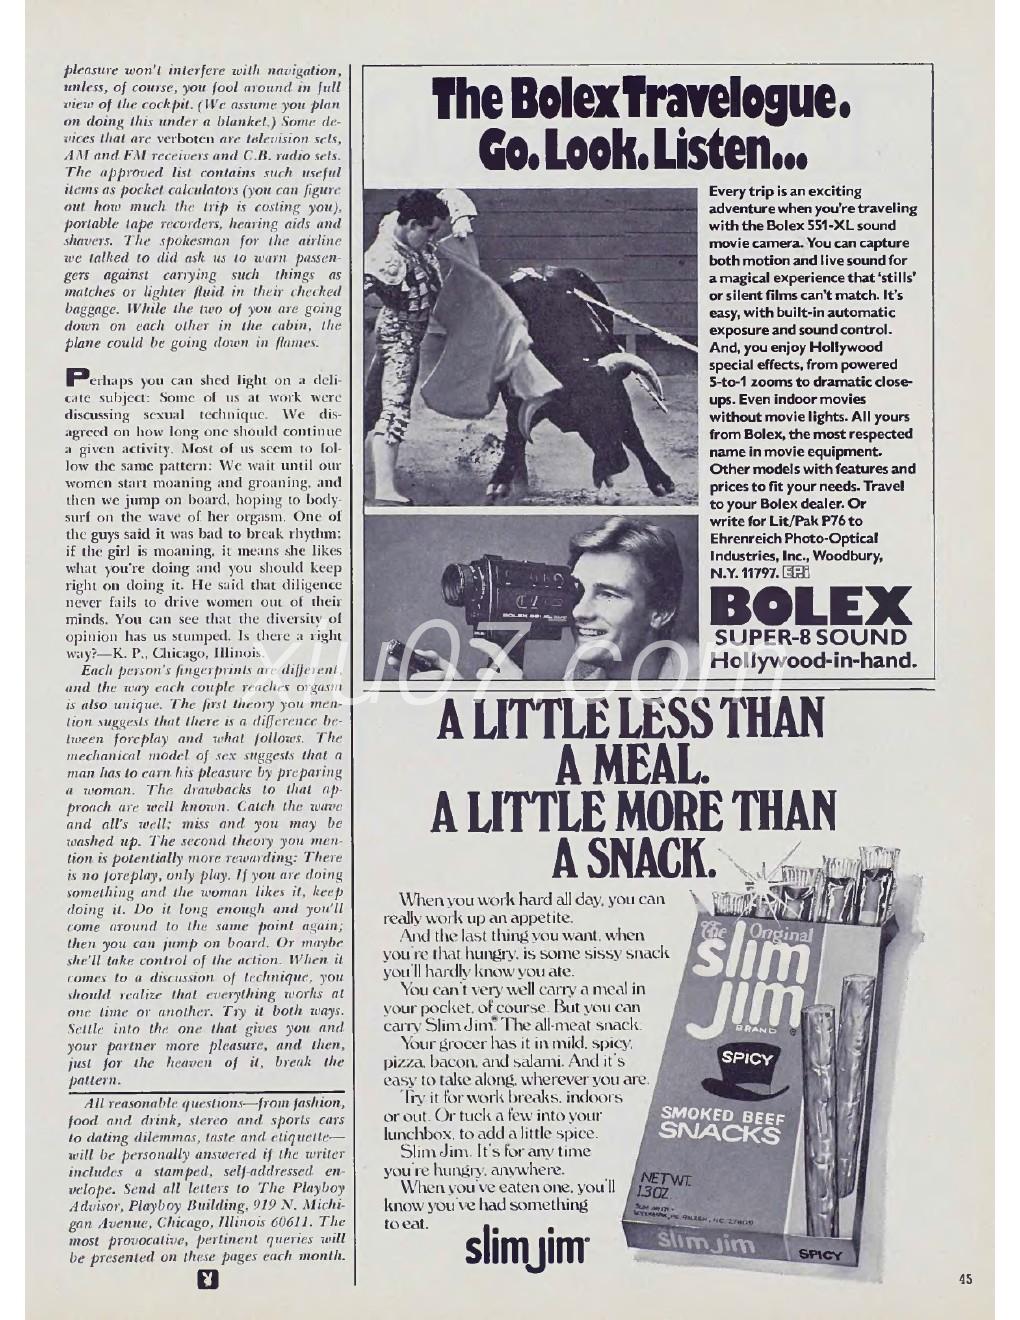 pleasure won't interfere with navigation,
unless, of course, you fool around in full
view of the cockpit. (We assume you plan
on doing this under a blanket.) Some de-
vices that are verboten are television sets,
AM and FM receivers and C.B. radio sets.
The approved list contains such useful
items as pocket calculators (you can figure
out how much the trip is costing you),
portable tape recorders, hearing aids and
shavers. The spokesman for the airline
we talked to did ask us to warn passen-
gers against carrying such things as
matches or lighter fluid in their checked
baggage. While the two of you are going
down on each other in the cabin, the
plane could be going down in flames.
Perhaps you can shed light on a deli-
cate subject: Some of us at work were
discussing sexual technique. We dis-
agreed on how long one should continue
a given activity. Most of us seem to fol-
low the same pattern: We wait until our
women start moaning and groaning, and
then we jump on board, hoping to body-
surf on the wave of her orgasm. One of
the guys said it was bad to break rhythm;
if the girl is moaning, it means she likes
what you're doing and you should keep
right on doing it. He said that diligence
never fails to drive women out of their
minds. You can see that the diversity of
opinion has us stumped. Is there a right
way?—K. P., Chicago, Illinois.
Each person's fingerprints are different,
and the way each couple reaches orgasm
is also unique. The first theory you men-
tion suggests that there is a difference be-
tween foreplay and what follows. The
mechanical model of sex suggests that a
man has to earn his pleasure by preparing
a woman. The drawbacks to that ap-
proach are well known. Catch the wave
and all's well; miss and you may be
washed up. The second theory you men-
tion is potentially more rewarding: There
is no foreplay, only play. If you are doing
something and the woman likes it, keep
doing it. Do it long enough and you'll
come around to the same point again;
then you can jump on board. Or maybe
she'll take control of the action. When it
comes to a discussion of technique, you
should realize that everything works at
one time or another. Try it both ways.
Settle into the one that gives you and
your partner more pleasure, and then,
just for the heaven of it, break the
pattern.
All reasonable questions—from fashion,
food and drink, stereo and sports cars
to dating dilemmas, taste and etiquette—
will be personally answered if the writer
includes a stamped, self-addressed en-
velope. Send all letters to The Playboy
Advisor, Playboy Building, 919 N. Michi-
gan Avenue, Chicago, Illinois 60611. The
most provocative, pertinent queries will
be presented on these pages each month.
The Bolex Travelogue.
Go. Look. Listen...
Every trip is an exciting
adventure when you're traveling
with the Bolex 551-XL sound
movie camera. You can capture
both motion and live sound for
a magical experience that 'stills'
or silent films can't match. It's
easy, with built-in automatic
exposure and sound control.
And, you enjoy Hollywood
special effects, from powered
5-to-1 zooms to dramatic close-
ups. Even indoor movies
without movie lights. All yours
from Bolex, the most respected
name in movie equipment.
Other models with features and
prices to fit your needs. Travel
to your Bolex dealer. Or
write for Lit/Pak P76 to
Ehrenreich Photo-Optical
Industries, Inc., Woodbury,
N.Y. 11797. EPi
BOLEX
SUPER-8 SOUND
Hollywood-in-hand.
xiu07.com
A LITTLE LESS THAN
A MEAL.
A LITTLE MORE THAN
A SNACK.
When you work hard all day, you can
really work up an appetite.
And the last thing you want, when
you're that hungry, is some sissy snack
you'll hardly know you ate.
You can't very well carry a meal in
your pocket, of course. But you can
carry Slim Jim.® The all-meat snack.
Your grocer has it in mild, spicy,
pizza, bacon, and salami. And it's
easy to take along, wherever you are.
Try it for work breaks, indoors
or out. Or tuck a few into your
lunchbox, to add a little spice.
Slim Jim. It's for any time
you're hungry, anywhere.
When you've eaten one, you'll
know you've had something
to eat.
slim jim®
The Original
slim
jim®
BRAND
SPICY
SMOKED BEEF
SNACKS
NET WT.
1.3 OZ.
slim jim
SPICY
45